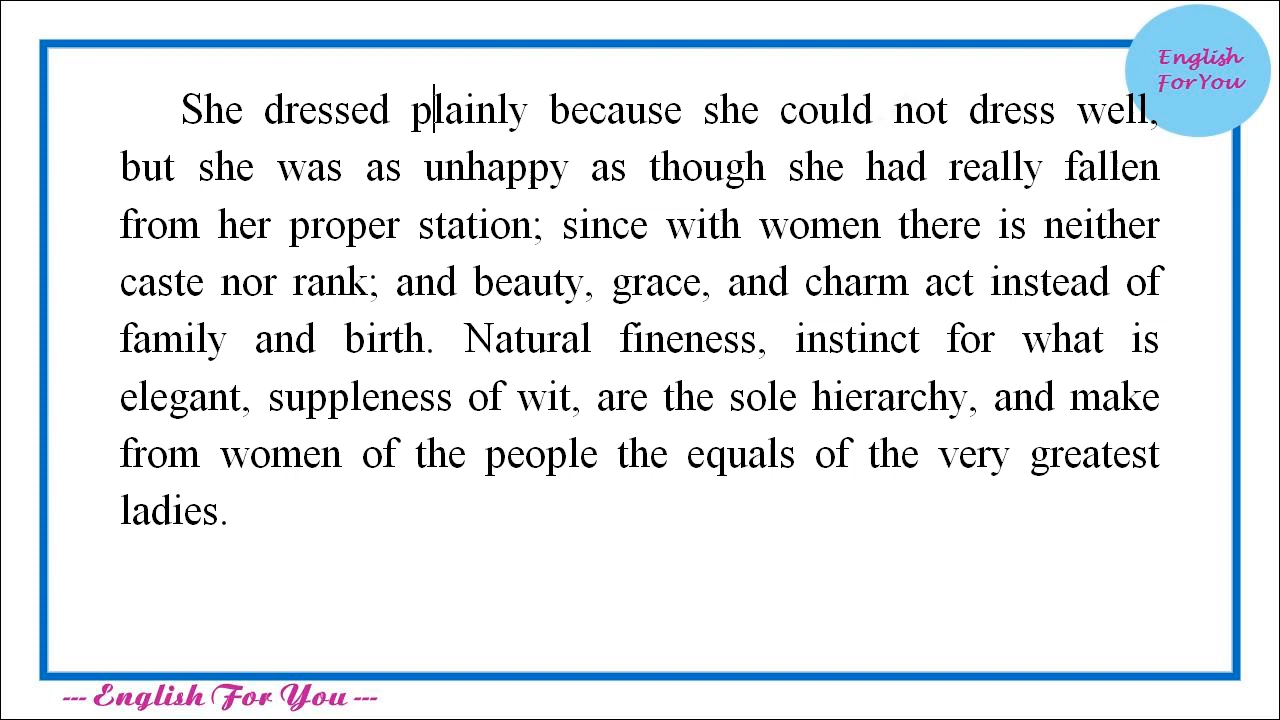 English
ForYou
She dressed plainly because she could not dress well,
but she was as unhappy as though she had really fallen
from her proper station; since with women there is neither
caste nor rank; and beauty, grace, and charm act instead of
family and birth. Natural fineness, instinct for what is
elegant, suppleness of wit, are the sole hierarchy, and make
from women of the people the equals of the very greatest
ladies.
--- English For You ---